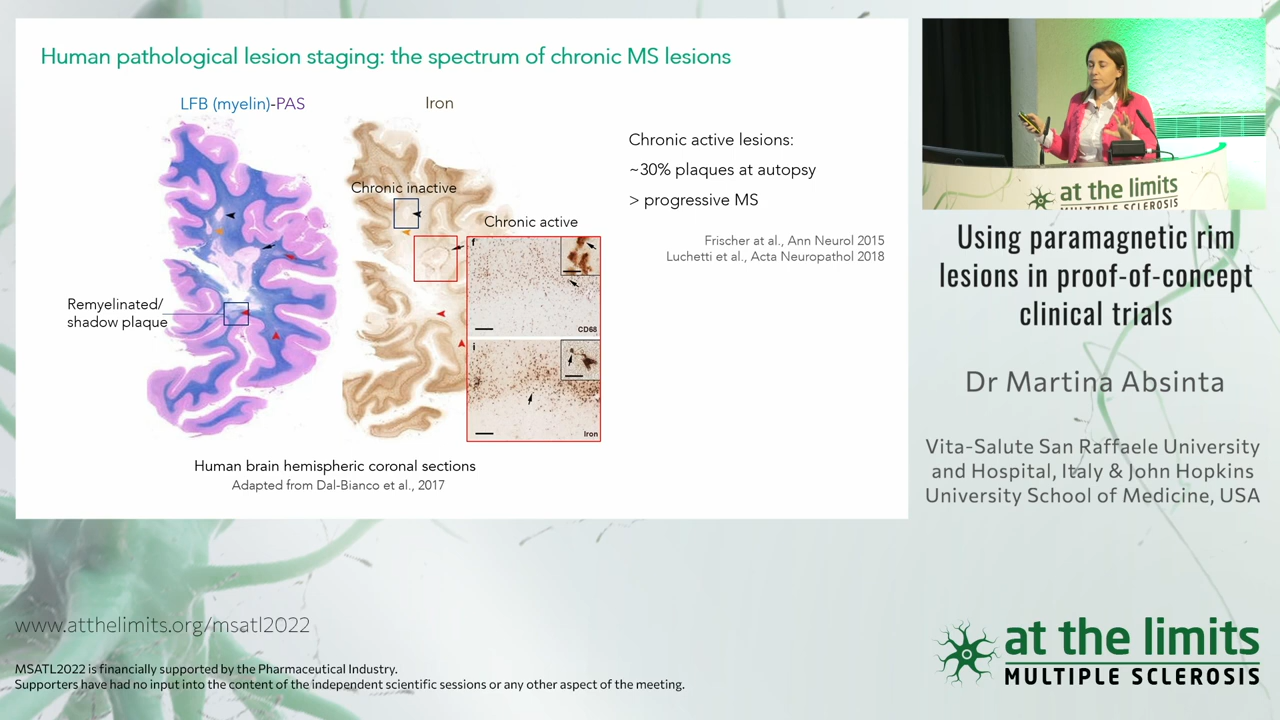 Human pathological lesion staging: the spectrum of chronic MS lesions
LFB (myelin)-PAS
Iron
Chronic inactive
Chronic active
Remyelinated/
shadow plaque
f
CD68
i
Iron
Human brain hemispheric coronal sections
Adapted from Dal-Bianco et al., 2017
Chronic active lesions:
~30% plaques at autopsy
> progressive MS
Frischer at al., Ann Neurol 2015
Luchetti et al., Acta Neuropathol 2018
at the limits
MULTIPLE SCLEROSIS
Using paramagnetic rim
lesions in proof-of-concept
clinical trials
Dr Martina Absinta
Vita-Salute San Raffaele University
and Hospital, Italy & John Hopkins
University School of Medicine, USA
www.atthelimits.org/msatl2022
MSATL2022 is financially supported by the Pharmaceutical Industry.
Supporters have had no input into the content of the independent scientific sessions or any other aspect of the meeting.
at the limits
MULTIPLE SCLEROSIS